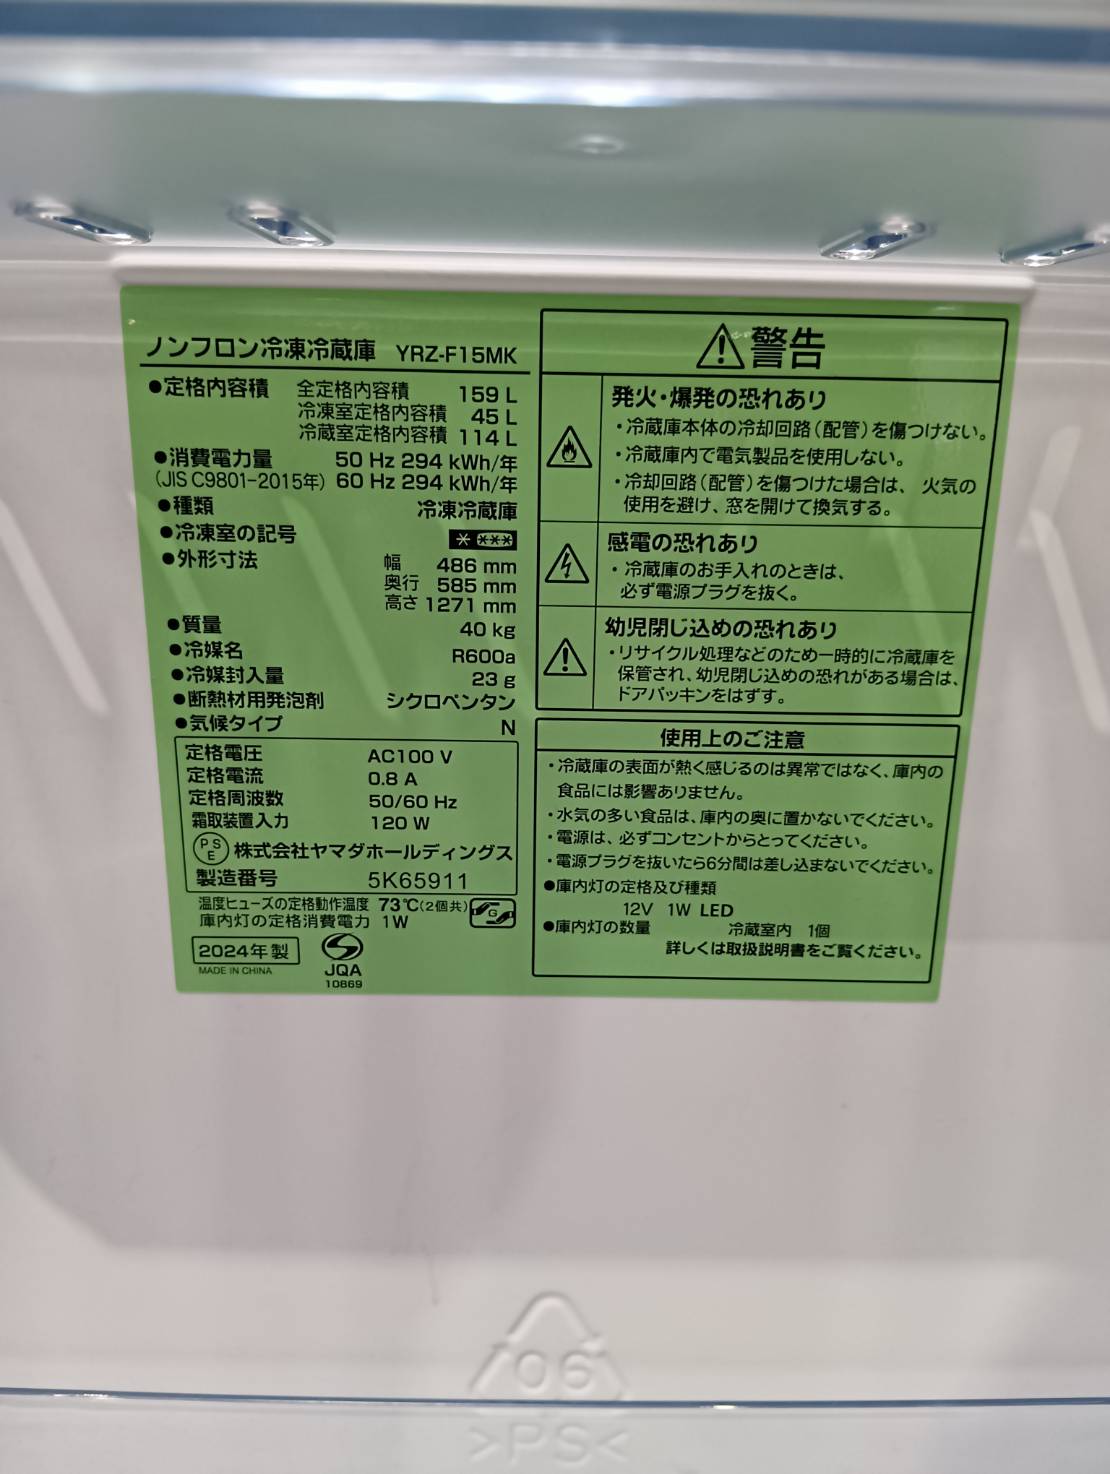 ノンフロン冷凍冷蔵庫 YRZ-F15MK
●定格内容積 全定格内容積 159 L
冷凍室定格内容積 45 L
冷蔵室定格内容積 114 L
●消費電力量 50 Hz 294 kWh/年
(JIS C9801-2015年) 60 Hz 294 kWh/年
●種類 冷凍冷蔵庫
●冷凍室の記号
●外形寸法 幅 486 mm
奥行 585 mm
高さ 1271 mm
●質量 40 kg
●冷媒名 R600a
●冷媒封入量 23 g
●断熱材用発泡剤 シクロペンタン
●気候タイプ N
定格電圧 AC100 V
定格電流 0.8 A
定格周波数 50/60 Hz
霜取装置入力 120 W
PS
E 株式会社ヤマダホールディングス
製造番号 5K65911
温度ヒューズの定格動作温度 73℃(2個共)
庫内灯の定格消費電力 1W
G
2024年製
MADE IN CHINA
JQA
10869
警告
発火・爆発の恐れあり
・冷蔵庫本体の冷却回路(配管)を傷つけない。
・冷蔵庫内で電気製品を使用しない。
・冷却回路(配管)を傷つけた場合は、火気の
使用を避け、窓を開けて換気する。
感電の恐れあり
・冷蔵庫のお手入れのときは、
必ず電源プラグを抜く。
幼児閉じ込めの恐れあり
・リサイクル処理などのため一時的に冷蔵庫を
保管され、幼児閉じ込めの恐れがある場合は、
ドアパッキンをはずす。
使用上のご注意
・冷蔵庫の表面が熱く感じるのは異常ではなく、庫内の
食品には影響ありません。
・水気の多い食品は、庫内の奥に置かないでください。
・電源は、必ずコンセントからとってください。
・電源プラグを抜いたら6分間は差し込まないでください。
●庫内灯の定格及び種類
12V 1W LED
●庫内灯の数量 冷蔵室内 1個
詳しくは取扱説明書をご覧ください。
06
>PS<